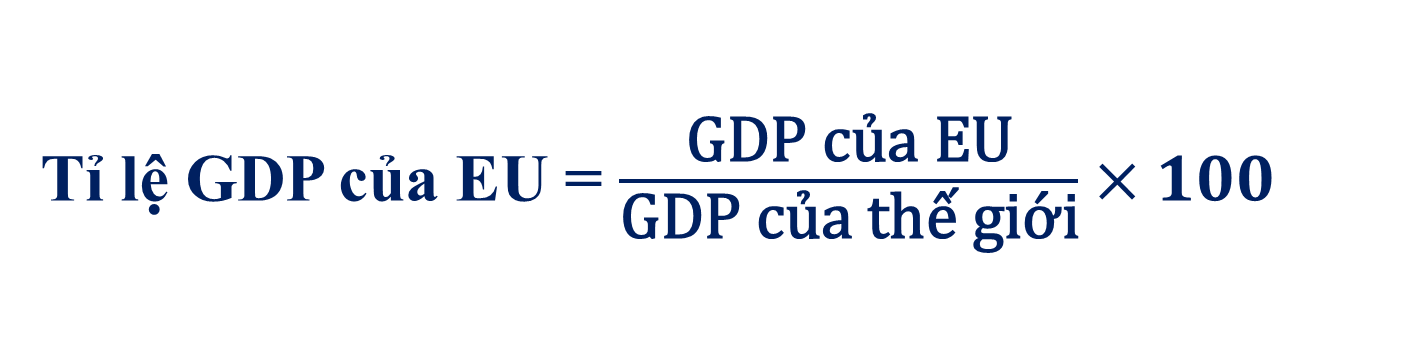 Tỉ lệ GDP của EU = GDP của EU / GDP của thế giới × 100